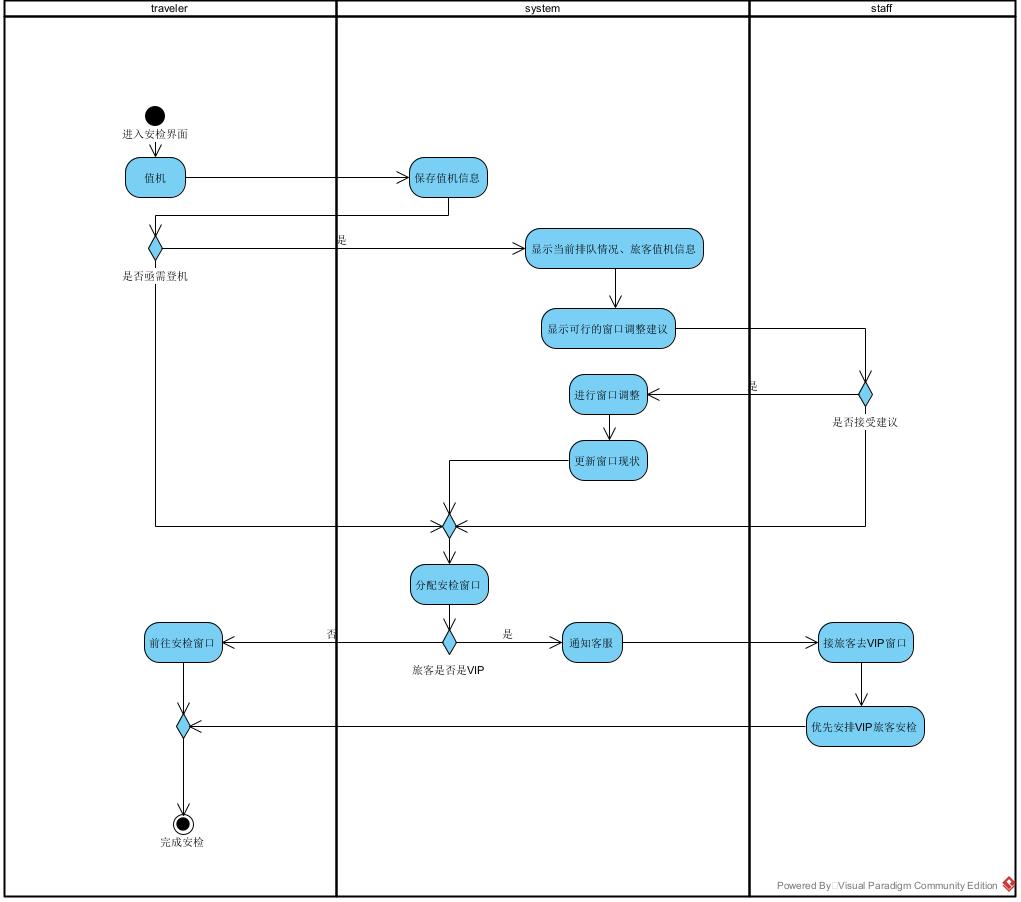 traveler
system
staff
进入安检界面
值机
保存值机信息
是
显示当前排队情况、旅客值机信息
是否亟需登机
显示可行的窗口调整建议
是
进行窗口调整
是否接受建议
更新窗口现状
分配安检窗口
否
是
前往安检窗口
通知客服
接旅客去VIP窗口
旅客是否是VIP
优先安排VIP旅客安检
完成安检
Powered By Visual Paradigm Community Edition